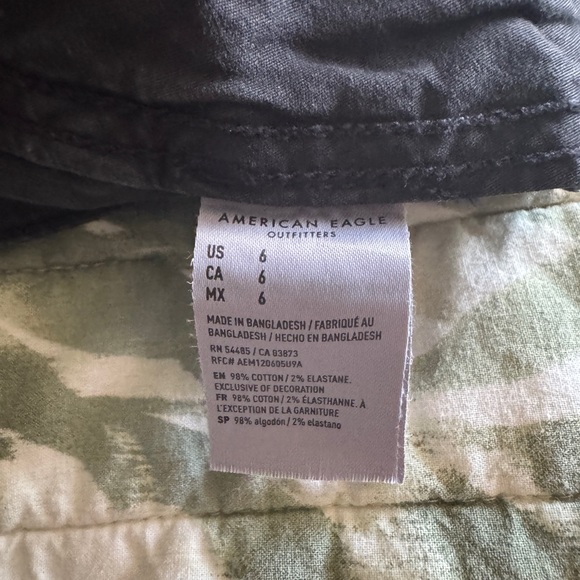 AMERICAN EAGLE
OUTFITTERS
US 6
CA 6
MX 6
MADE IN BANGLADESH / FABRIQUÉ AU
BANGLADESH / HECHO EN BANGLADESH
RN 54485 / CA 03873
RFC# AEM120605U9A
EN 98% COTTON / 2% ELASTANE.
EXCLUSIVE OF DECORATION
FR 98% COTON / 2% ÉLASTHANNE. À
L'EXCEPTION DE LA GARNITURE
SP 98% algodón / 2% elastano